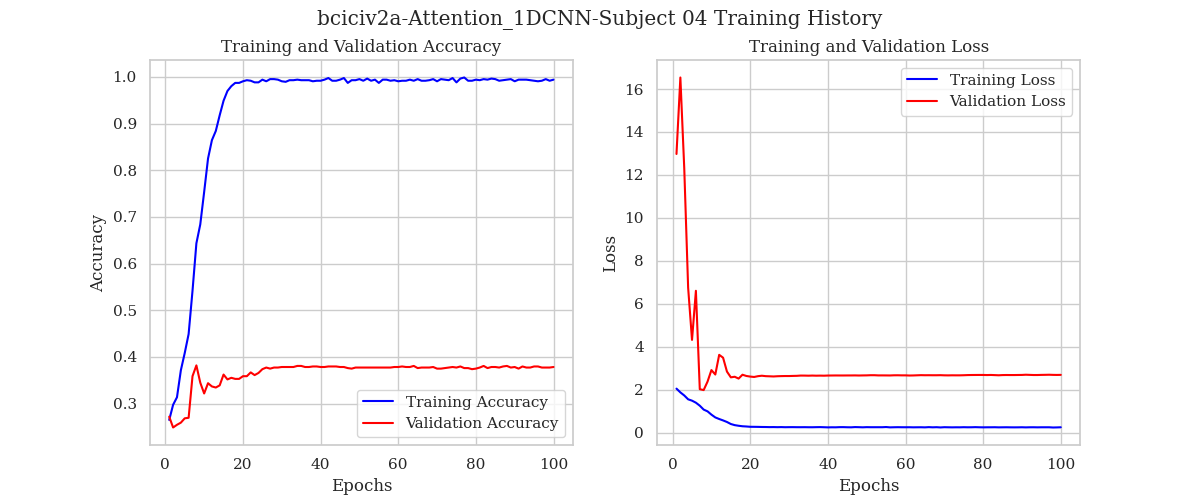 bciciv2a-Attention_1DCNN-Subject 04 Training History
Training and Validation Accuracy
1.0
0.9
0.8
0.7
0.6
0.5
0.4
0.3
Accuracy
0 20 40 60 80 100
Epochs
Training Accuracy
Validation Accuracy
Training and Validation Loss
16
14
12
10
8
6
4
2
0
Loss
0 20 40 60 80 100
Epochs
Training Loss
Validation Loss